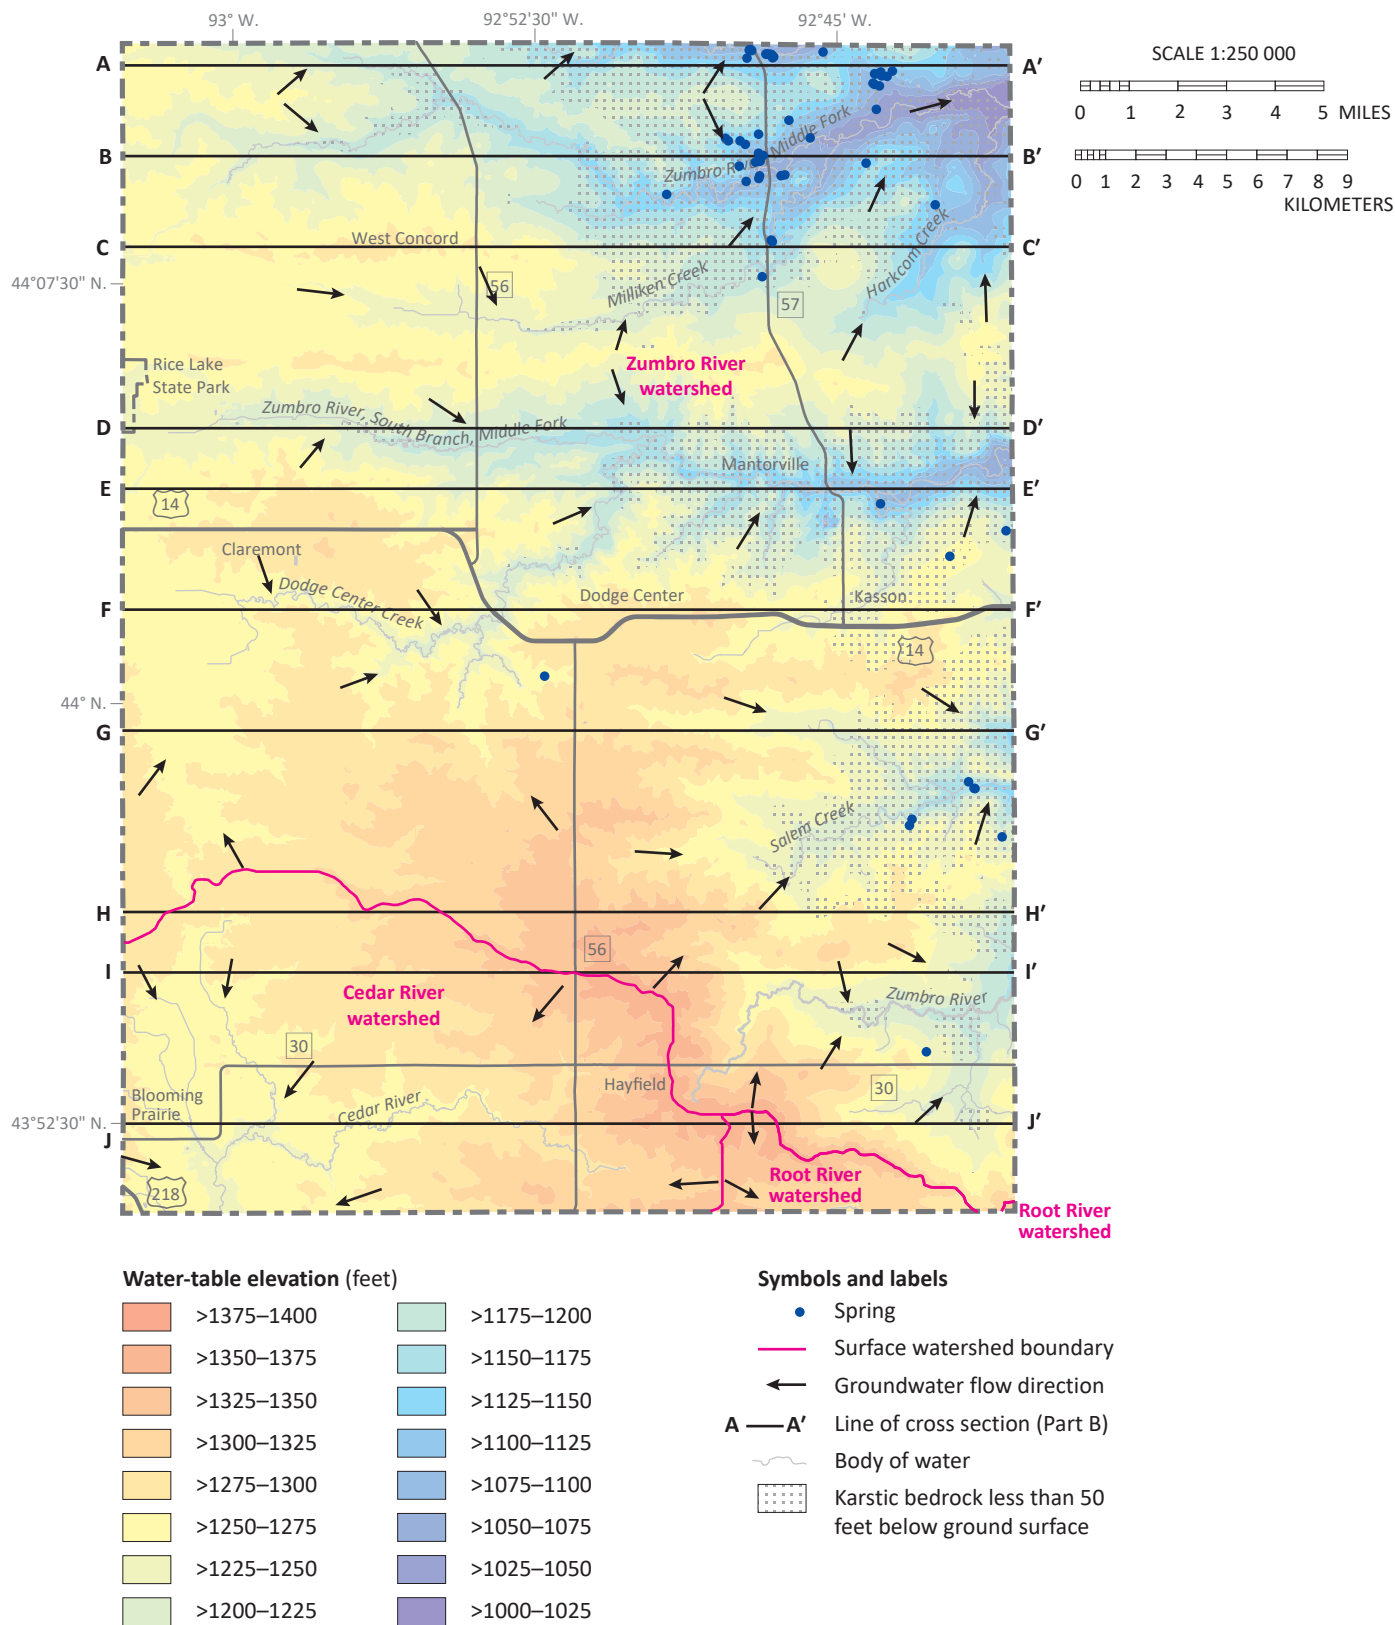 93° W.
92°52'30" W.
92°45' W.
SCALE 1:250 000
0 1 2 3 4 5 MILES
0 1 2 3 4 5 6 7 8 9
KILOMETERS
A A′
Zumbro River, Middle Fork
B B′
West Concord
C C′
Harkcom Creek
44°07'30" N.
56
Milliken Creek
57
Rice Lake
State Park
Zumbro River
watershed
Zumbro River, South Branch, Middle Fork
D D′
Mantorville
E E′
14
Claremont
Dodge Center Creek
Dodge Center
Kasson
F F′
14
44° N.
G G′
Salem Creek
H H′
56
I I′
Cedar River
watershed
Zumbro River
30
Hayfield
30
Blooming
Prairie
Cedar River
43°52'30" N.
J J′
218
Root River
watershed
Root River
watershed
Water-table elevation (feet)
>1375–1400
>1350–1375
>1325–1350
>1300–1325
>1275–1300
>1250–1275
>1225–1250
>1200–1225
>1175–1200
>1150–1175
>1125–1150
>1100–1125
>1075–1100
>1050–1075
>1025–1050
>1000–1025
Symbols and labels
Spring
Surface watershed boundary
Groundwater flow direction
A A′ Line of cross section (Part B)
Body of water
Karstic bedrock less than 50
feet below ground surface